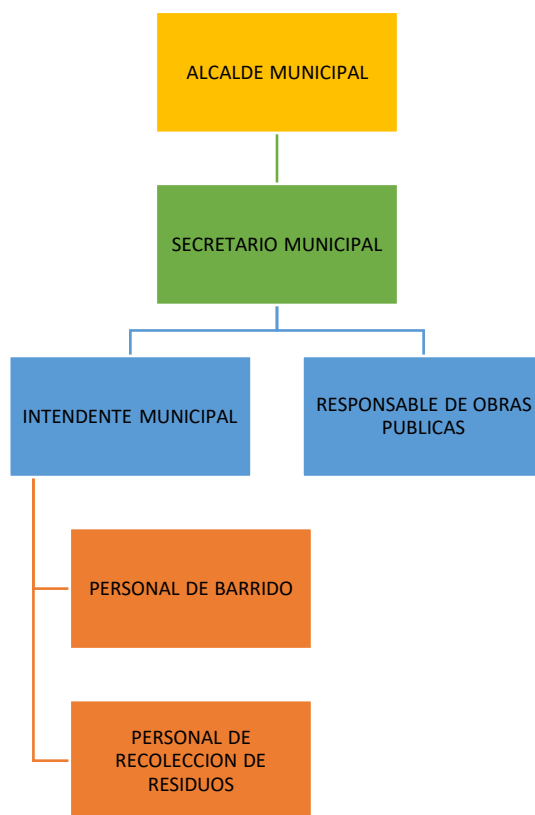 ALCALDE MUNICIPAL
SECRETARIO MUNICIPAL
INTENDENTE MUNICIPAL
RESPONSABLE DE OBRAS
PUBLICAS
PERSONAL DE BARRIDO
PERSONAL DE
RECOLECCION DE
RESIDUOS